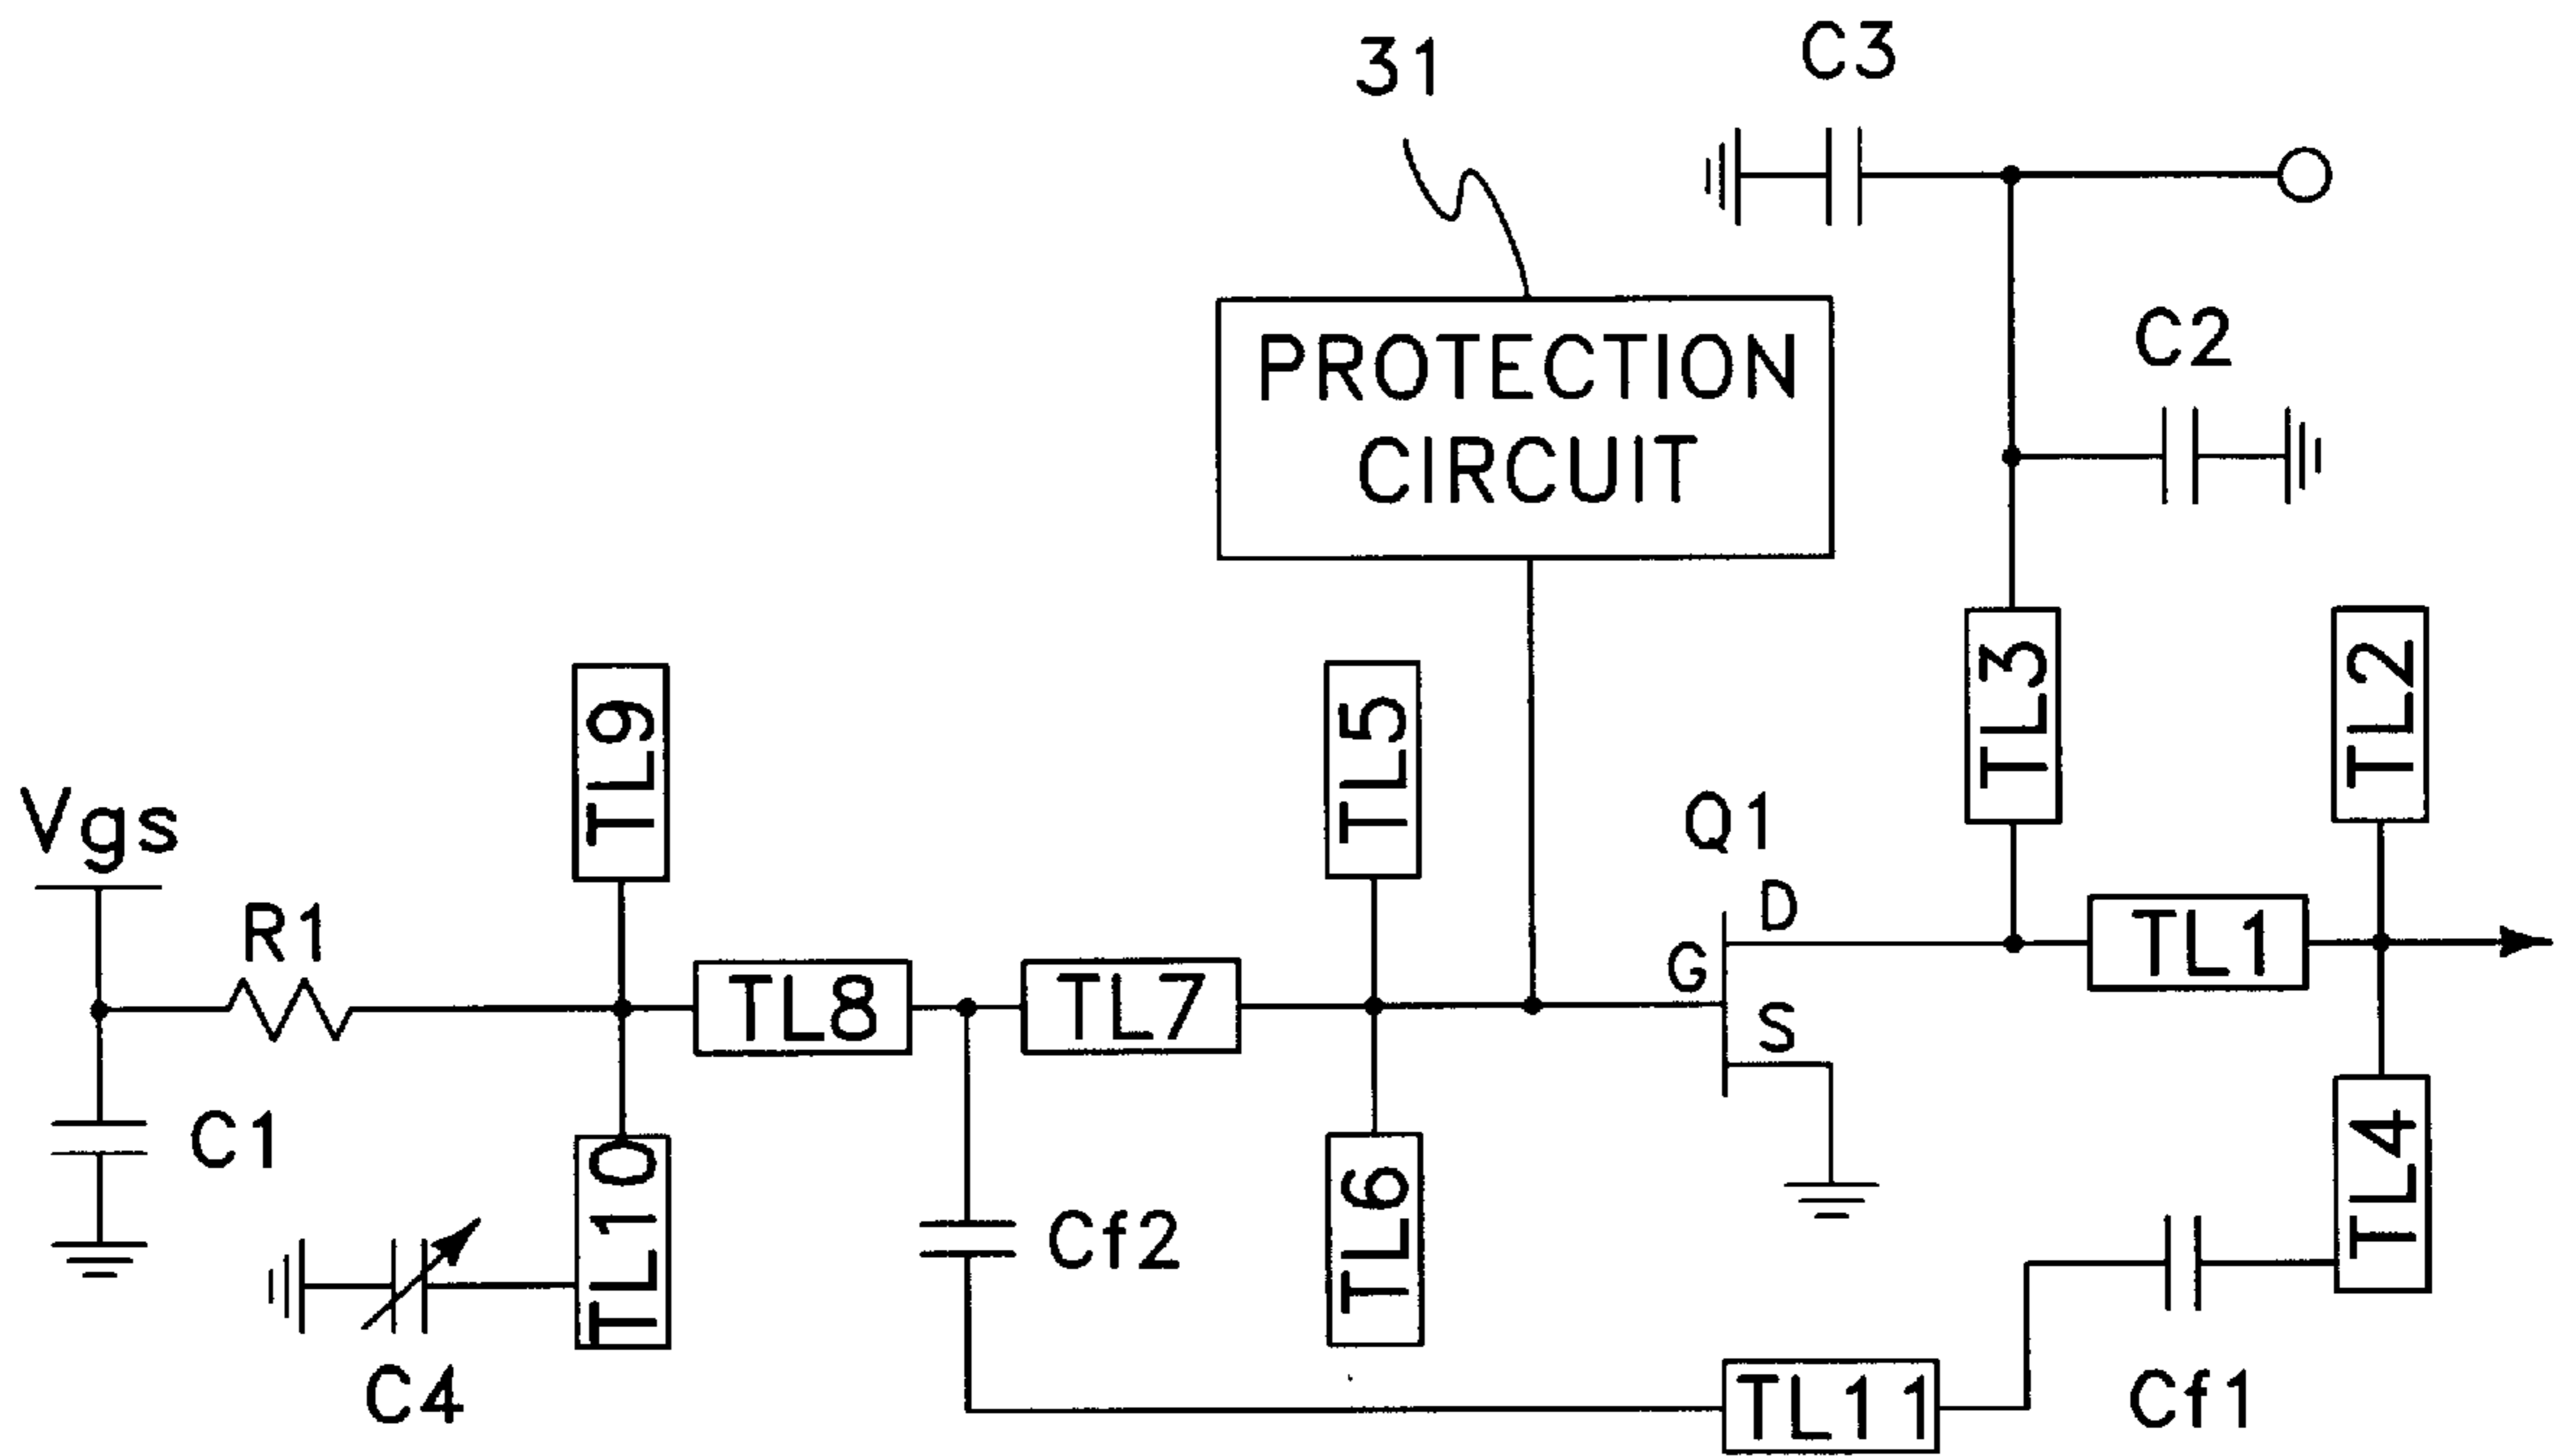 31
C3
PROTECTION
CIRCUIT
C2
TL9
TL5
TL3
TL2
Vgs
R1
Q1
D
G
S
TL8
TL7
TL1
C1
TL10
Cf2
TL6
TL4
C4
TL11
Cf1